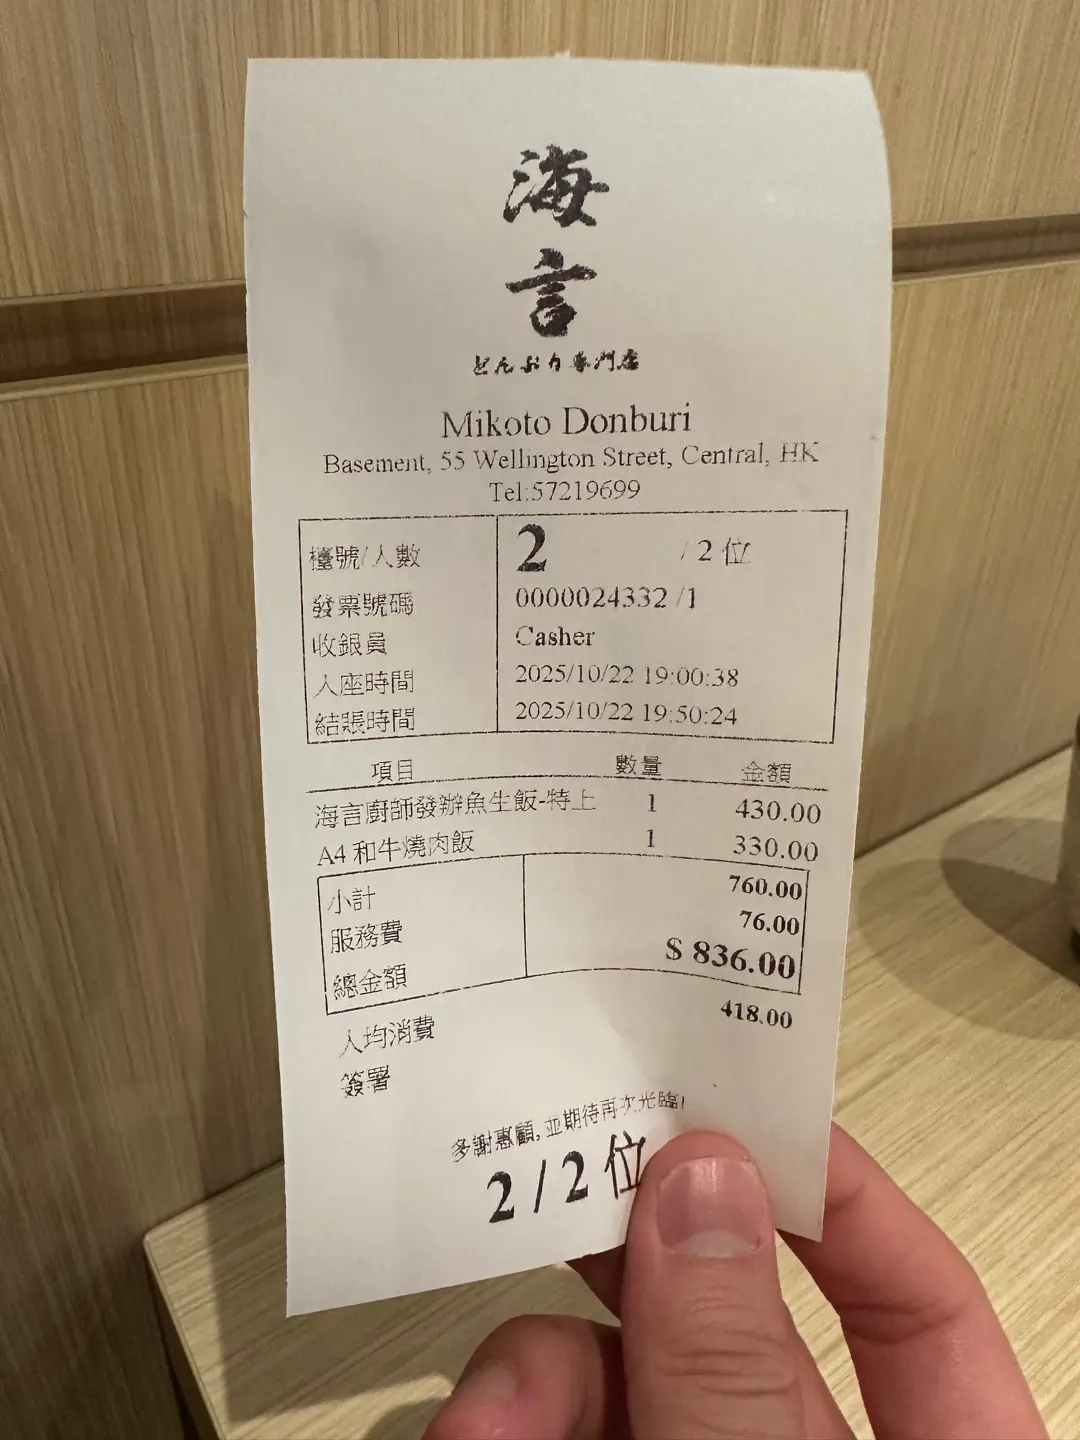 海
言
どんぶり専門店
Mikoto Donburi
Basement, 55 Wellington Street, Central, HK
Tel:57219699
檯號/人數 2 / 2 位
發票號碼 0000024332 /1
收銀員 Casher
入座時間 2025/10/22 19:00:38
結賬時間 2025/10/22 19:50:24
項目 數量 金額
海言廚師發辦魚生飯-特上 1 430.00
A4 和牛燒肉飯 1 330.00
小計 760.00
服務費 76.00
總金額 $ 836.00
人均消費 418.00
簽署
多謝惠顧, 並期待再次光臨!
2 / 2 位